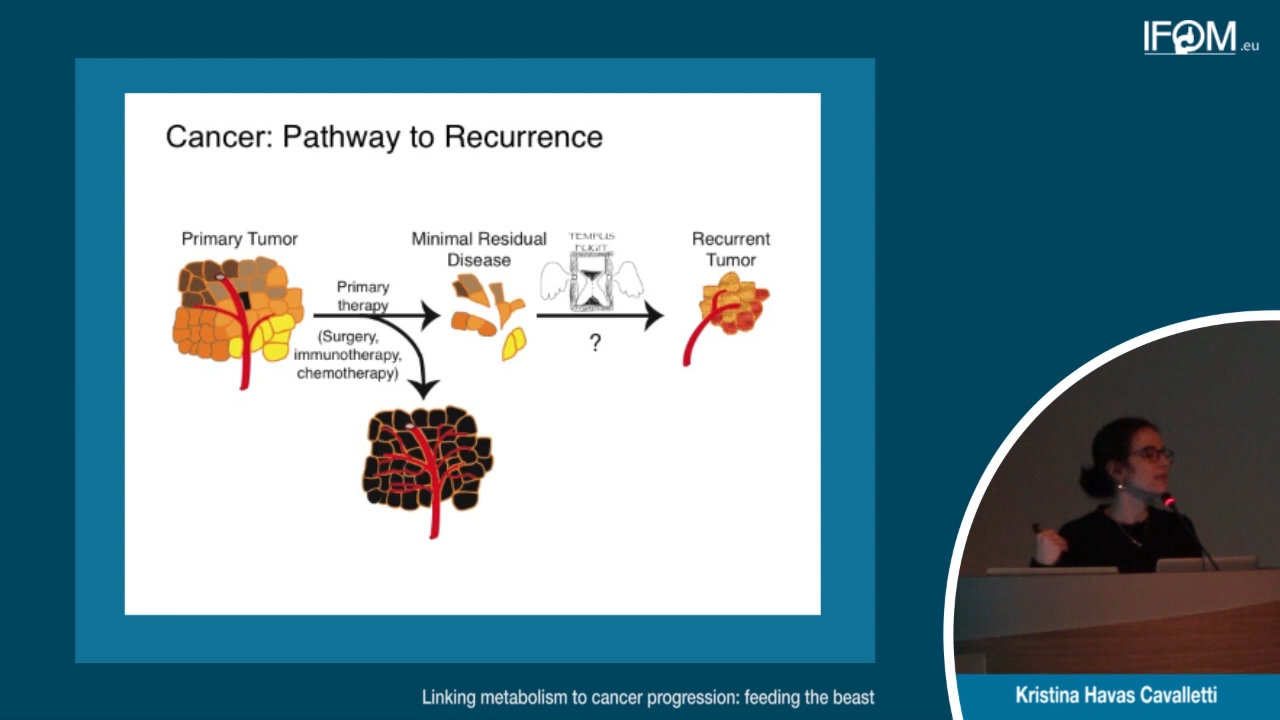 IFOM.eu
Cancer: Pathway to Recurrence
Primary Tumor
Minimal Residual
Disease
TEMPUS
FUGIT
Recurrent
Tumor
Primary
therapy
(Surgery,
immunotherapy,
chemotherapy)
?
Linking metabolism to cancer progression: feeding the beast
Kristina Havas Cavalletti